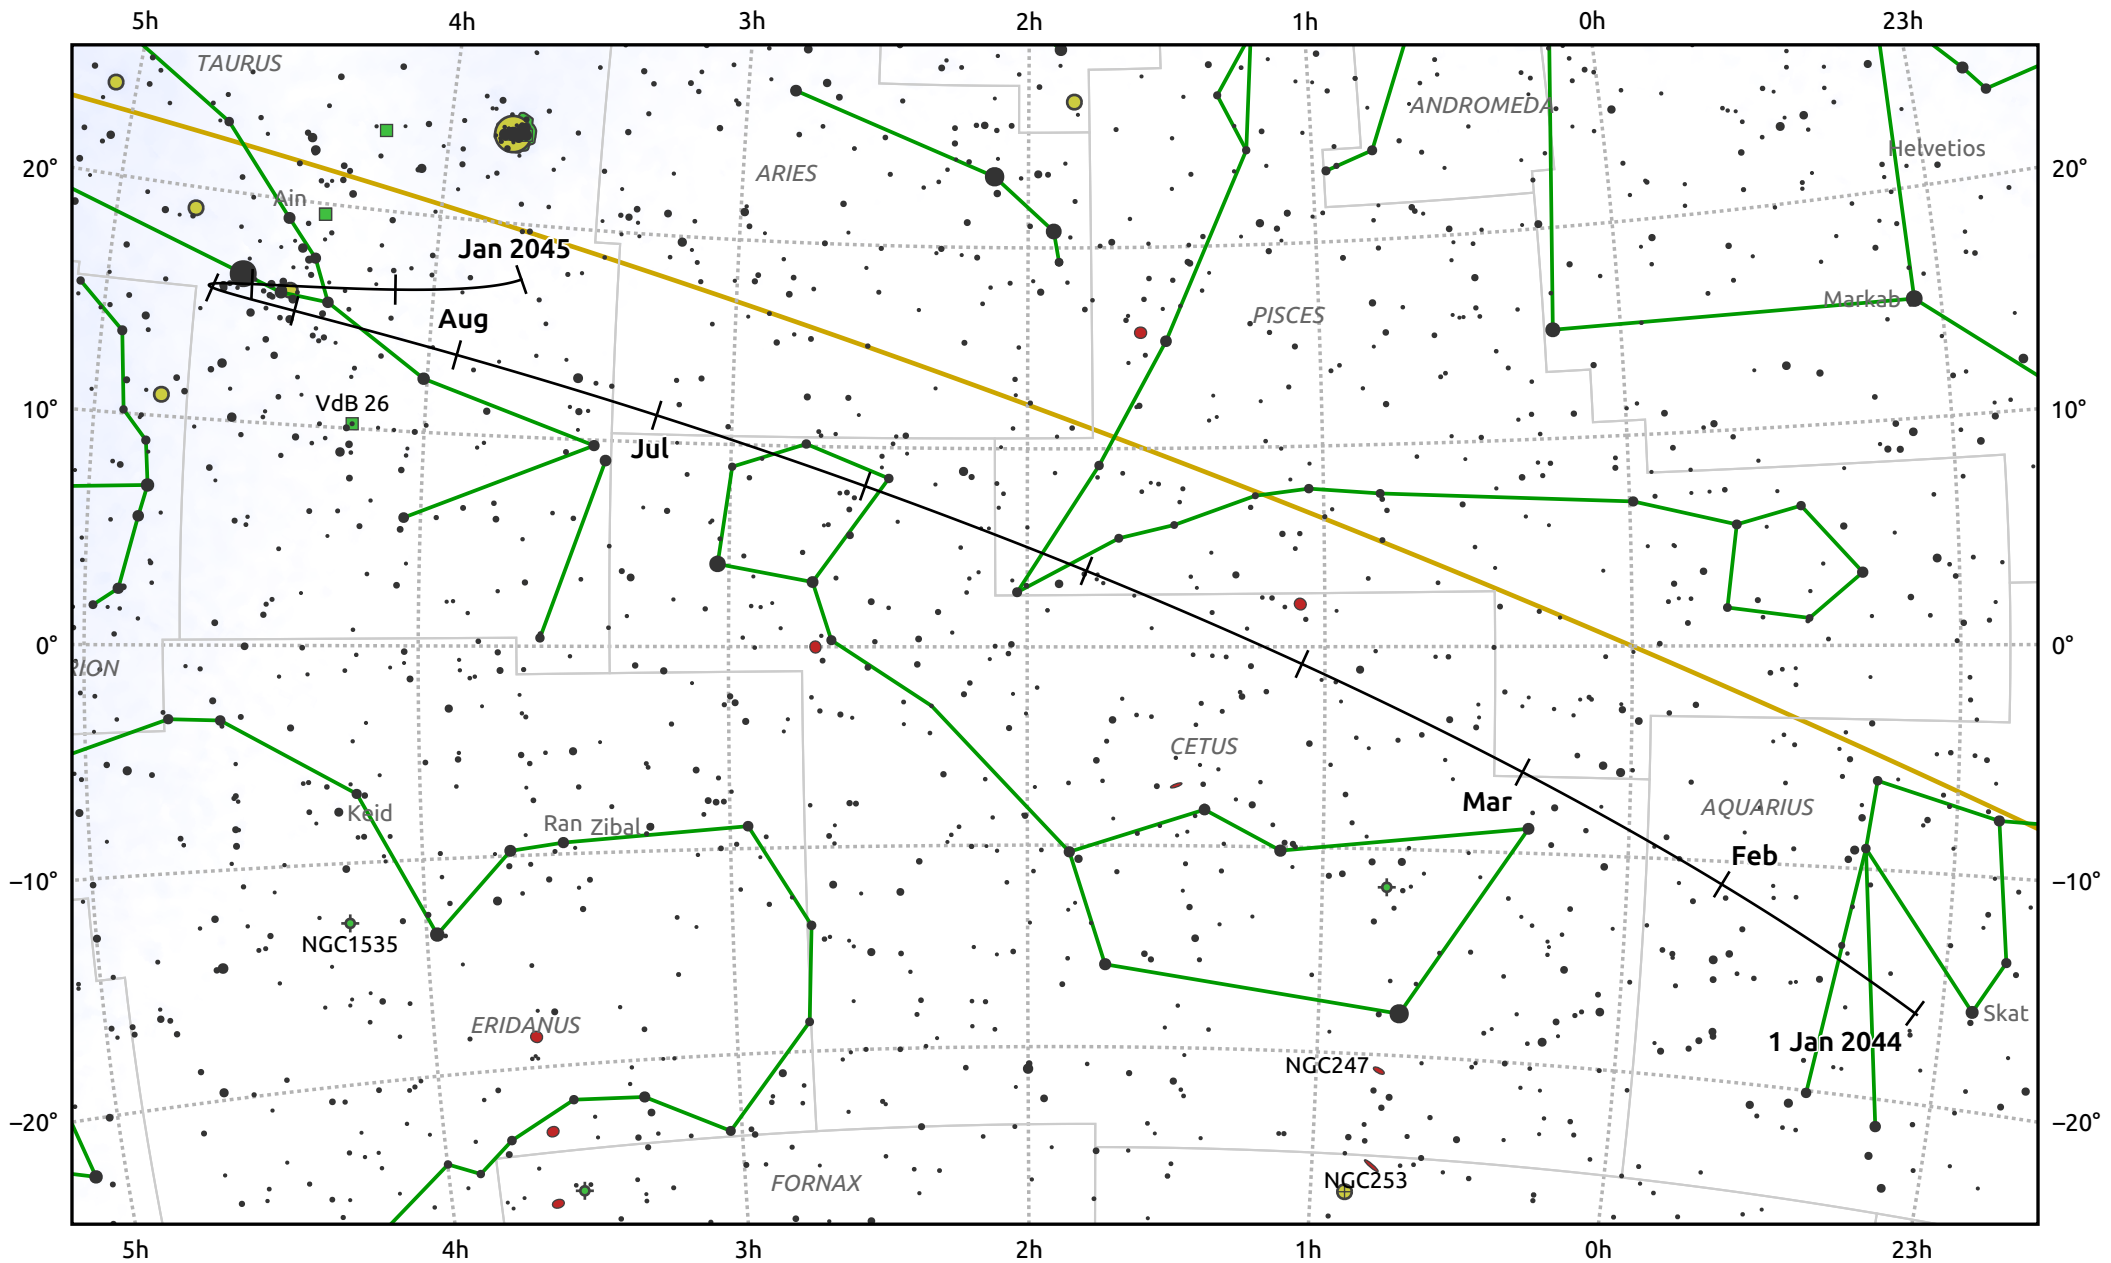 5h 4h 3h 2h 1h 0h 23h
TAURUS
ANDROMEDA
20° 20°
ARIES
Helvetios
Ain
Jan 2045
Markab
PISCES
Aug
VdB 26
10° 10°
Jul
0° 0°
RION
CETUS
Mar
AQUARIUS
Keid
Ran Zibal
Feb
−10° −10°
NGC1535
ERIDANUS
Skat
1 Jan 2044
NGC247
−20° −20°
FORNAX
NGC253
5h 4h 3h 2h 1h 0h 23h